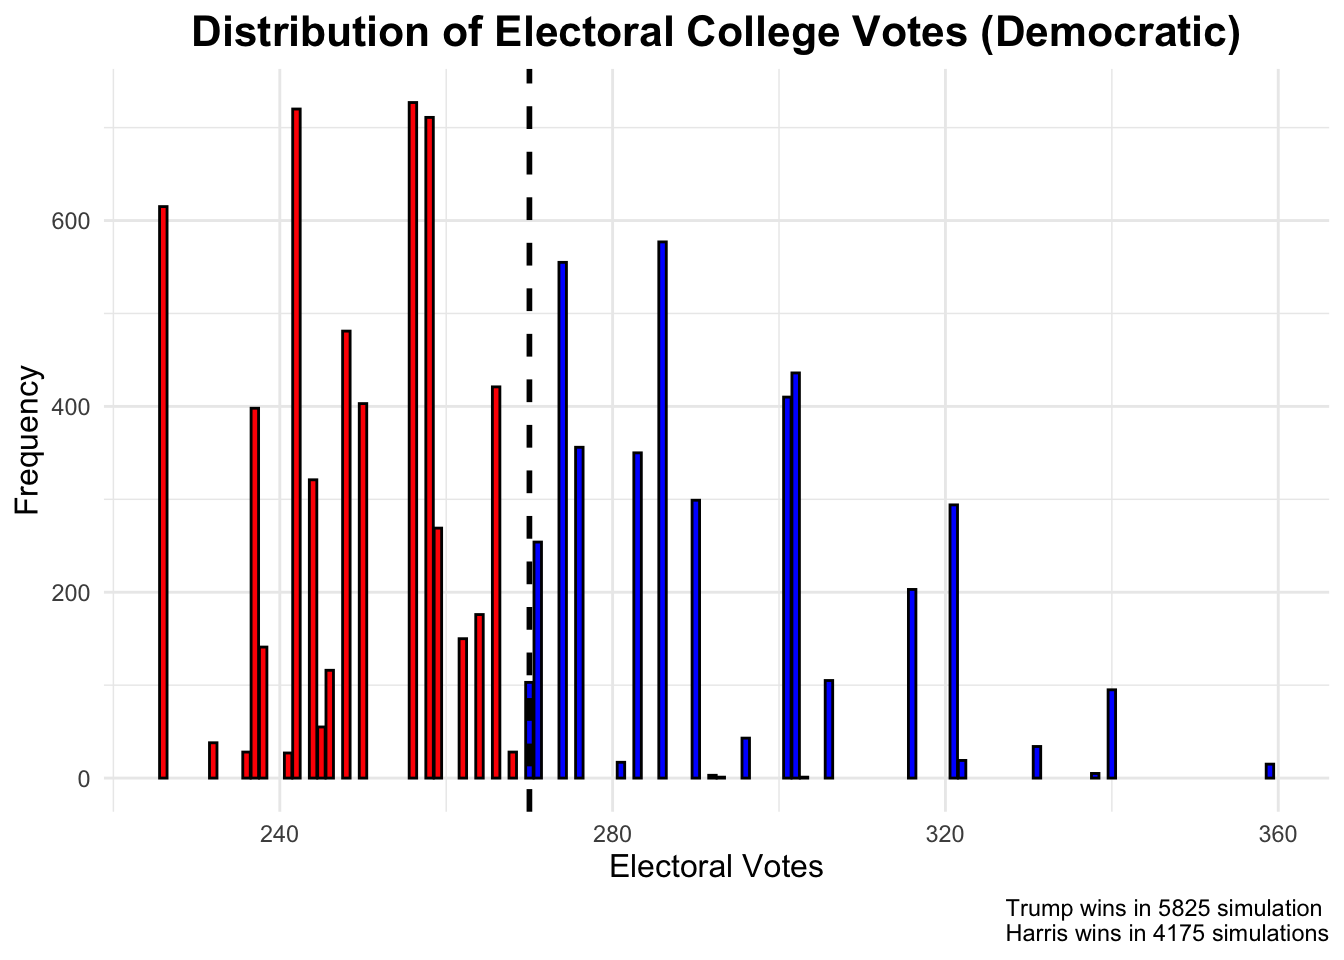 Distribution of Electoral College Votes (Democratic)
Frequency
600
400
200
0
240 280 320 360
Electoral Votes
Trump wins in 5825 simulation
Harris wins in 4175 simulations